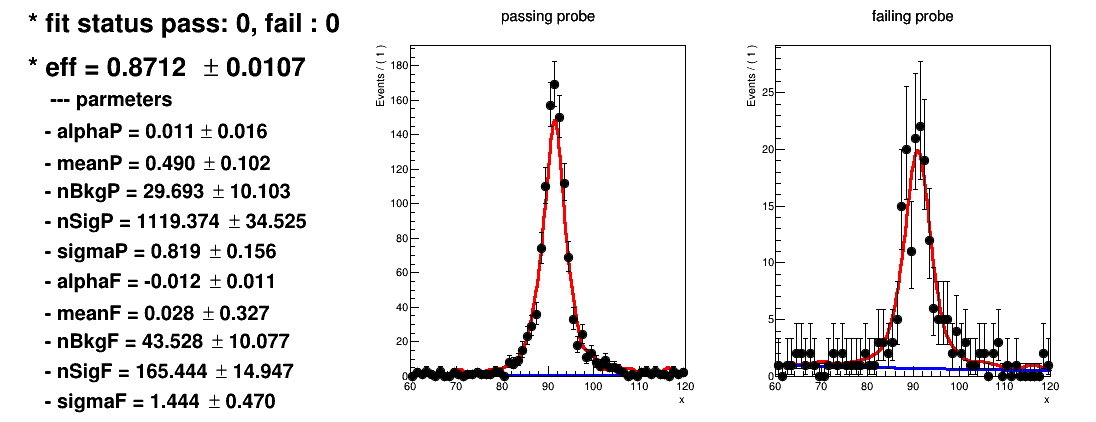 * fit status pass: 0, fail : 0
* eff = 0.8712 ± 0.0107
--- parmeters
- alphaP = 0.011 ± 0.016
- meanP = 0.490 ± 0.102
- nBkgP = 29.693 ± 10.103
- nSigP = 1119.374 ± 34.525
- sigmaP = 0.819 ± 0.156
- alphaF = -0.012 ± 0.011
- meanF = 0.028 ± 0.327
- nBkgF = 43.528 ± 10.077
- nSigF = 165.444 ± 14.947
- sigmaF = 1.444 ± 0.470
passing probe
Events / ( 1 )
180
160
140
120
100
80
60
40
20
0
60 70 80 90 100 110 120
x
failing probe
Events / ( 1 )
25
20
15
10
5
0
60 70 80 90 100 110 120
x